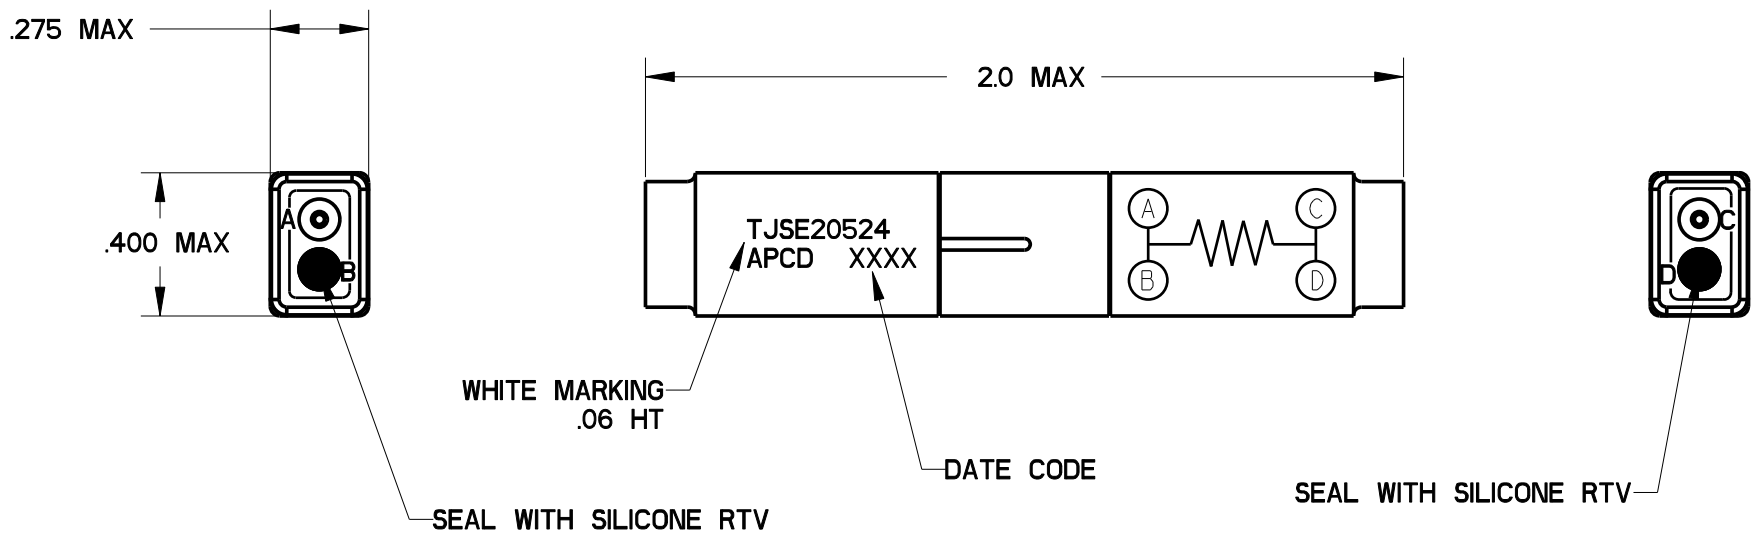 .275 MAX
2.0 MAX
.400 MAX
A
B
TJSE20524
APCD XXXX
A
C
B
D
C
D
WHITE MARKING
.06 HT
DATE CODE
SEAL WITH SILICONE RTV
SEAL WITH SILICONE RTV